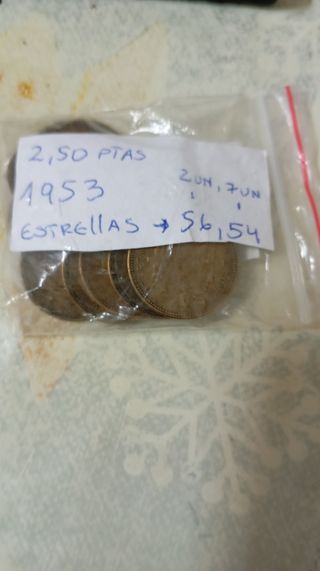 2,50 PTAS
1953 2 UN, 7 UN
ESTREllAS → 56,54